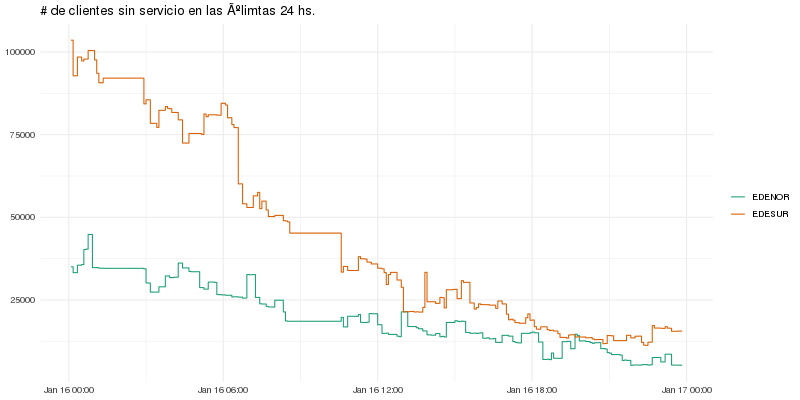 # de clientes sin servicio en las Ãºlimtas 24 hs.
100000
75000
50000
25000
EDENOR
EDESUR
Jan 16 00:00
Jan 16 06:00
Jan 16 12:00
Jan 16 18:00
Jan 17 00:00